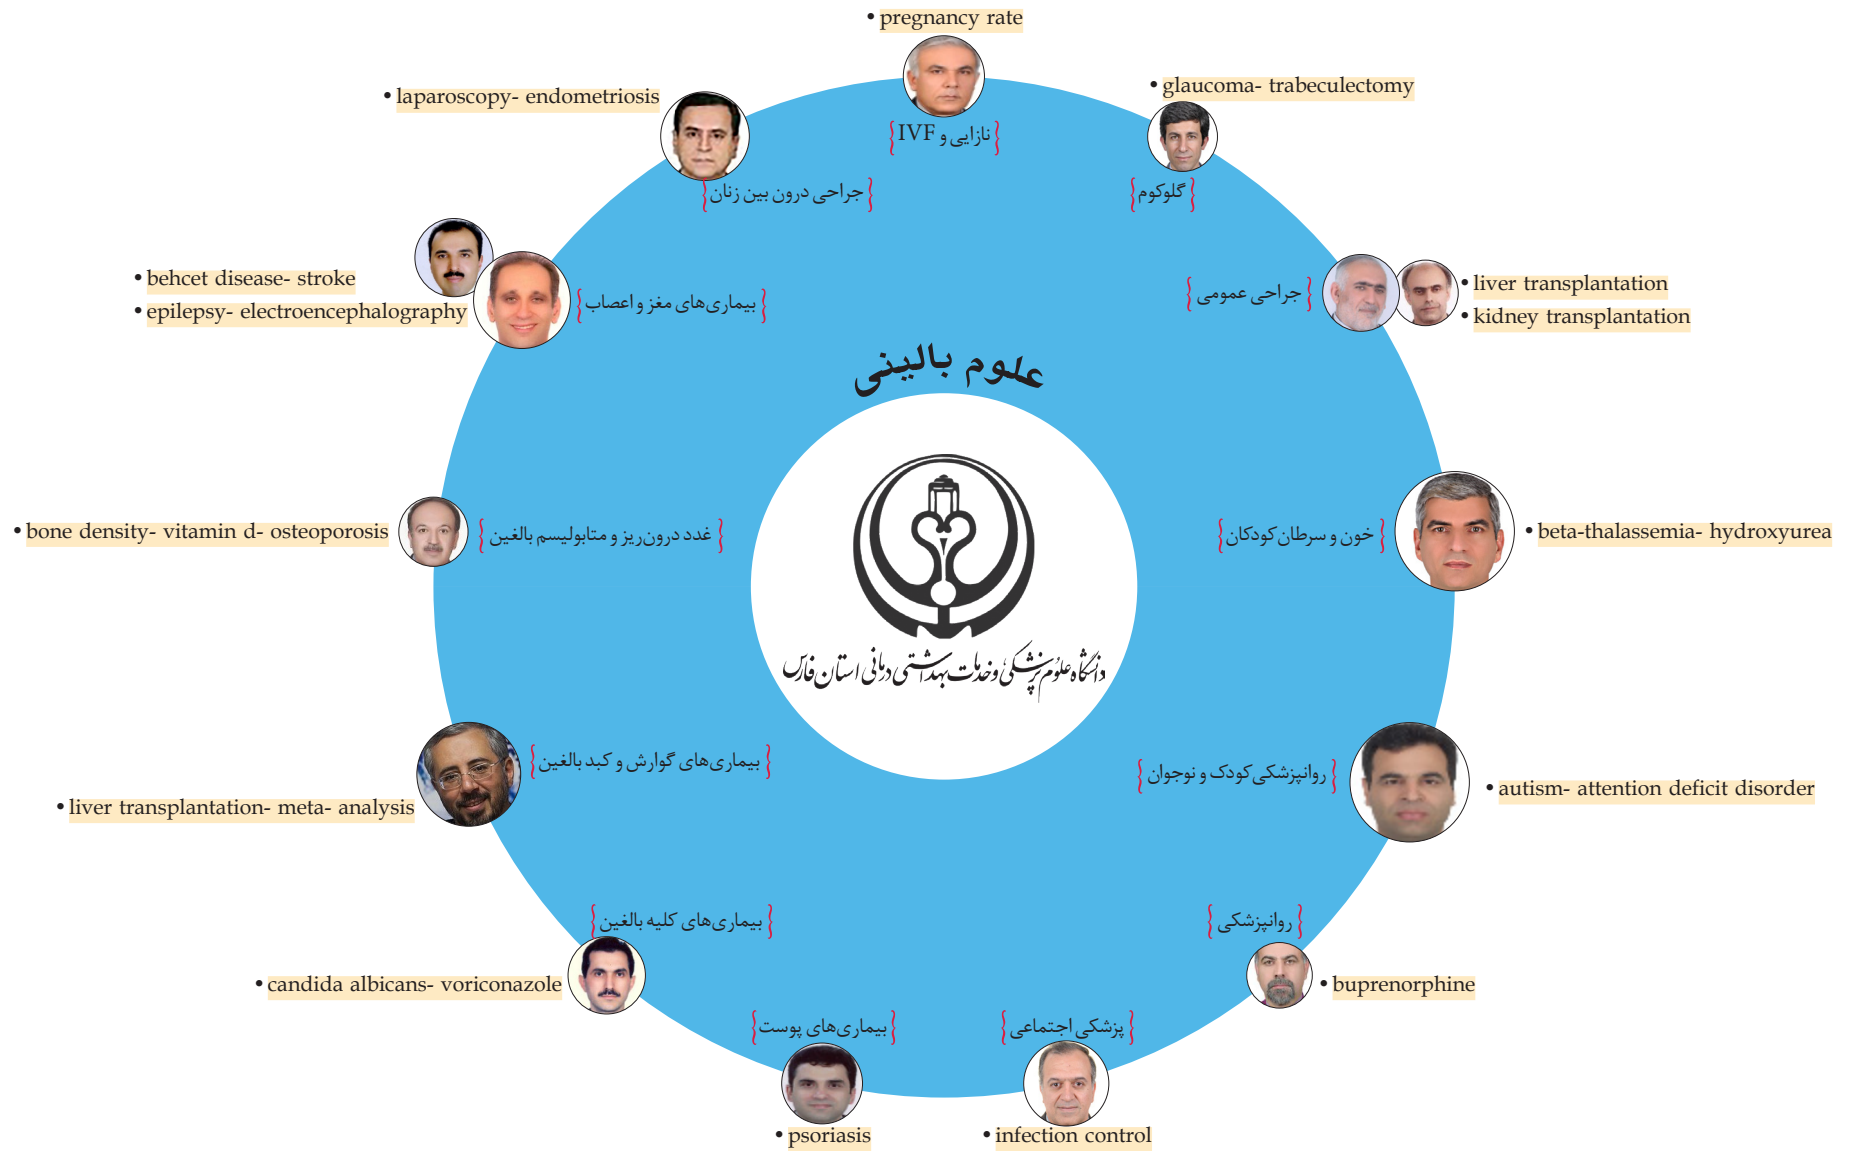 • pregnancy rate
{نازایی و IVF}
• glaucoma- trabeculectomy
{گلوکوم}
• liver transplantation
• kidney transplantation
{جراحی عمومی}
• beta-thalassemia- hydroxyurea
{خون و سرطان کودکان}
• autism- attention deficit disorder
{روانپزشکی کودک و نوجوان}
• buprenorphine
{روانپزشکی}
{پزشکی اجتماعی}
• infection control
{بیماری‌های پوست}
• psoriasis
{بیماری‌های کلیه بالغین}
• candida albicans- voriconazole
{بیماری‌های گوارش و کبد بالغین}
• liver transplantation- meta- analysis
{غدد درون‌ریز و متابولیسم بالغین}
• bone density- vitamin d- osteoporosis
{بیماری‌های مغز و اعصاب}
• behcet disease- stroke
• epilepsy- electroencephalography
{جراحی درون بین زنان}
• laparoscopy- endometriosis
علوم بالینی
دانشگاه علوم پزشکی و خدمات بهداشتی درمانی استان فارس